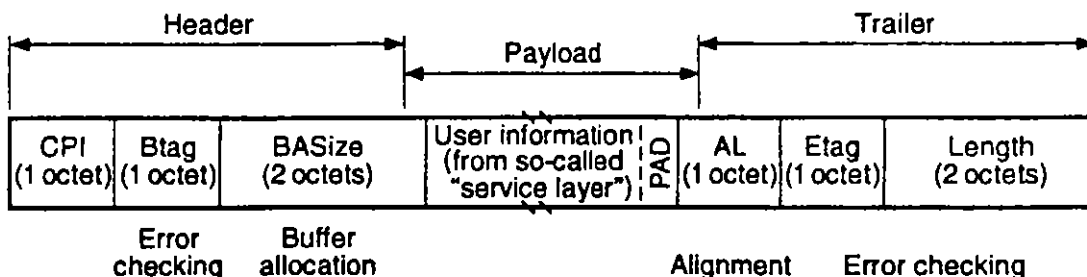 Header
Trailer
Payload
CPI
(1 octet)
Btag
(1 octet)
BASize
(2 octets)
User information
(from so-called
“service layer”)
PAD
AL
(1 octet)
Etag
(1 octet)
Length
(2 octets)
Error
checking
Buffer
allocation
Alignment
Error checking